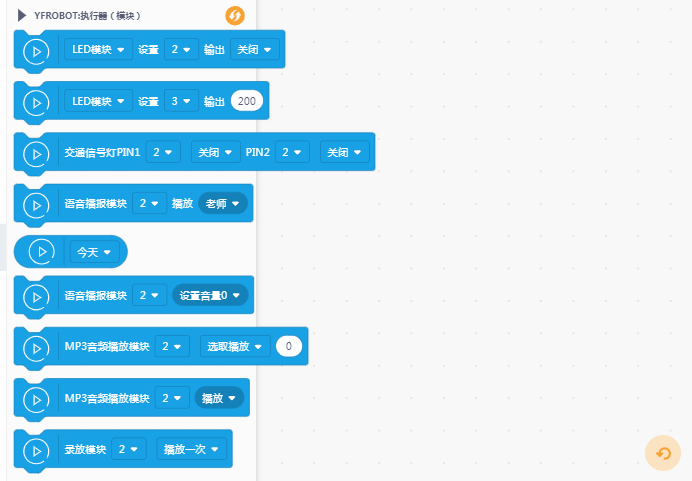 YFROBOT:执行器（模块）
LED模块 设置 2 输出 关闭
LED模块 设置 3 输出 200
交通信号灯PIN1 2 关闭 PIN2 2 关闭
语音播报模块 2 播放 老师
今天
语音播报模块 2 设置音量0
MP3音频播放模块 2 选取播放 0
MP3音频播放模块 2 播放
录放模块 2 播放一次